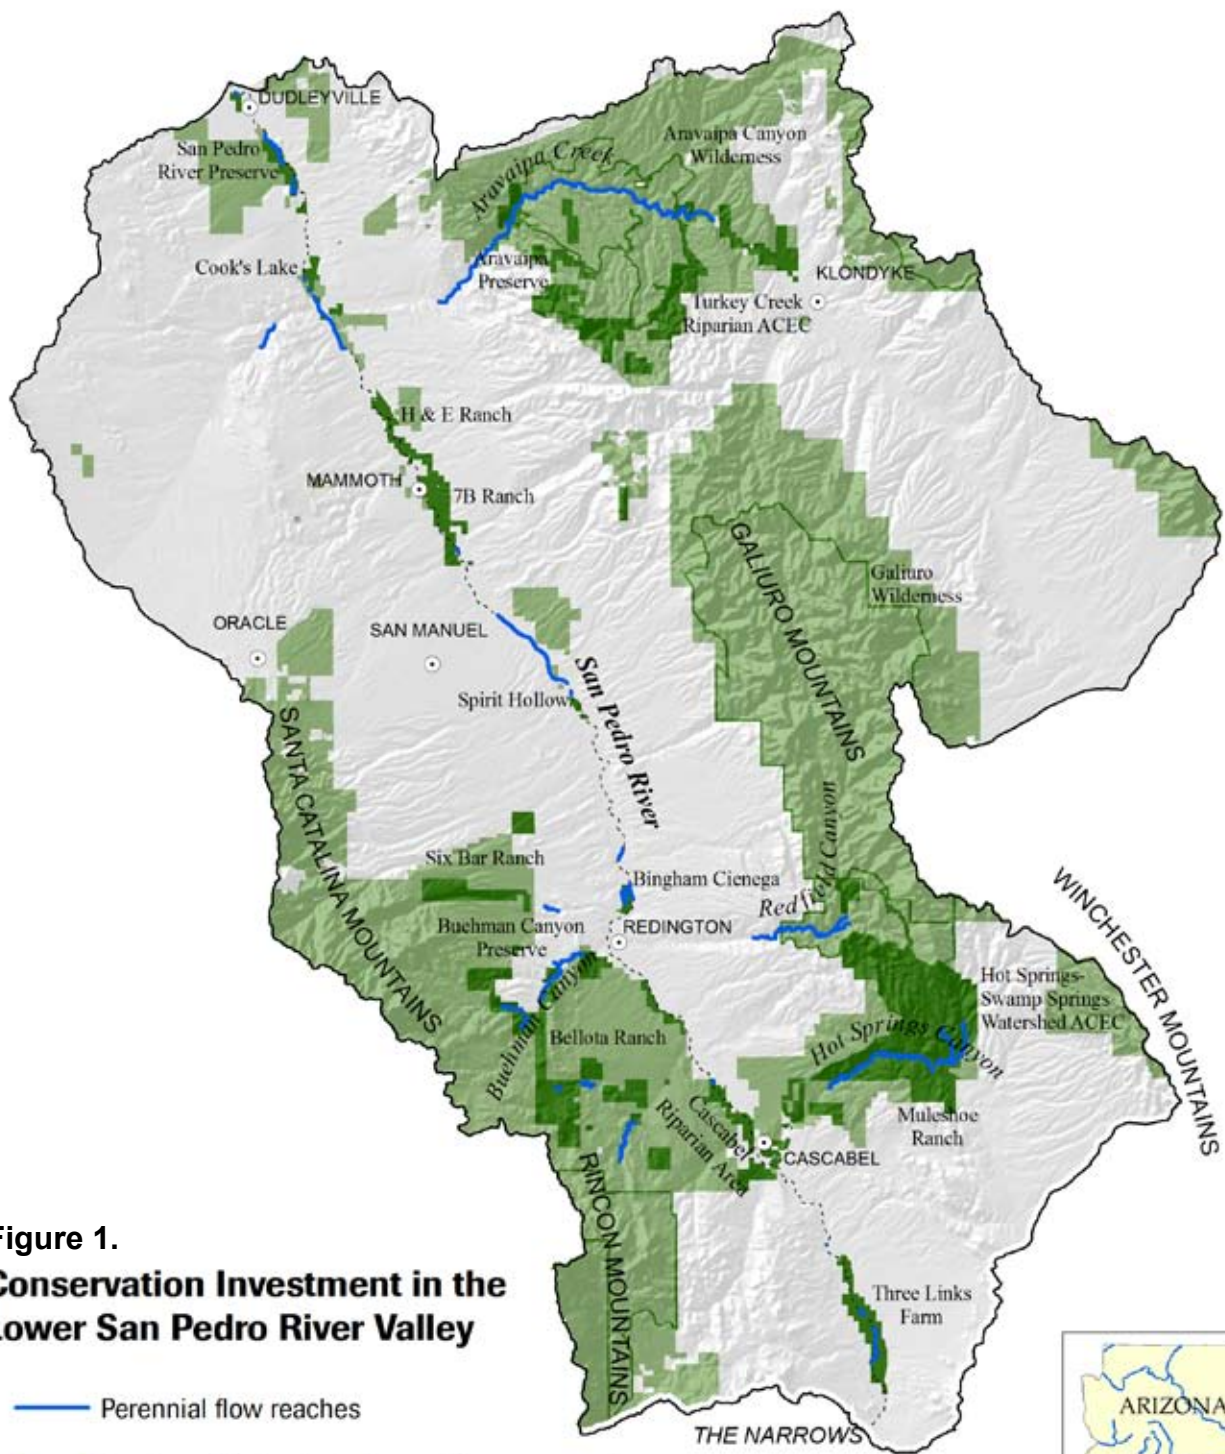 DUDLEYVILLE
San Pedro
River Preserve
Aravaipa Creek
Aravaipa Canyon
Wilderness
Cook's Lake
Aravaipa
Preserve
KLONDYKE
Turkey Creek
Riparian ACEC
H & E Ranch
MAMMOTH
7B Ranch
GALIURO MOUNTAINS
Galiuro
Wilderness
ORACLE
SAN MANUEL
Spirit Hollow
San Pedro River
SANTA CATALINA MOUNTAINS
Six Bar Ranch
Bingham Cienega
Redfield Canyon
WINCHESTER MOUNTAINS
Buehman Canyon
Preserve
REDINGTON
Hot Springs-
Swamp Springs
Watershed ACEC
Buehman Canyon
Bellota Ranch
Hot Springs Canyon
Muleshoe
Ranch
Cascabel
Riparian Area
CASCABEL
RINCON MOUNTAINS
Figure 1.
Conservation Investment in the
Lower San Pedro River Valley
Three Links
Farm
Perennial flow reaches
THE NARROWS
ARIZONA